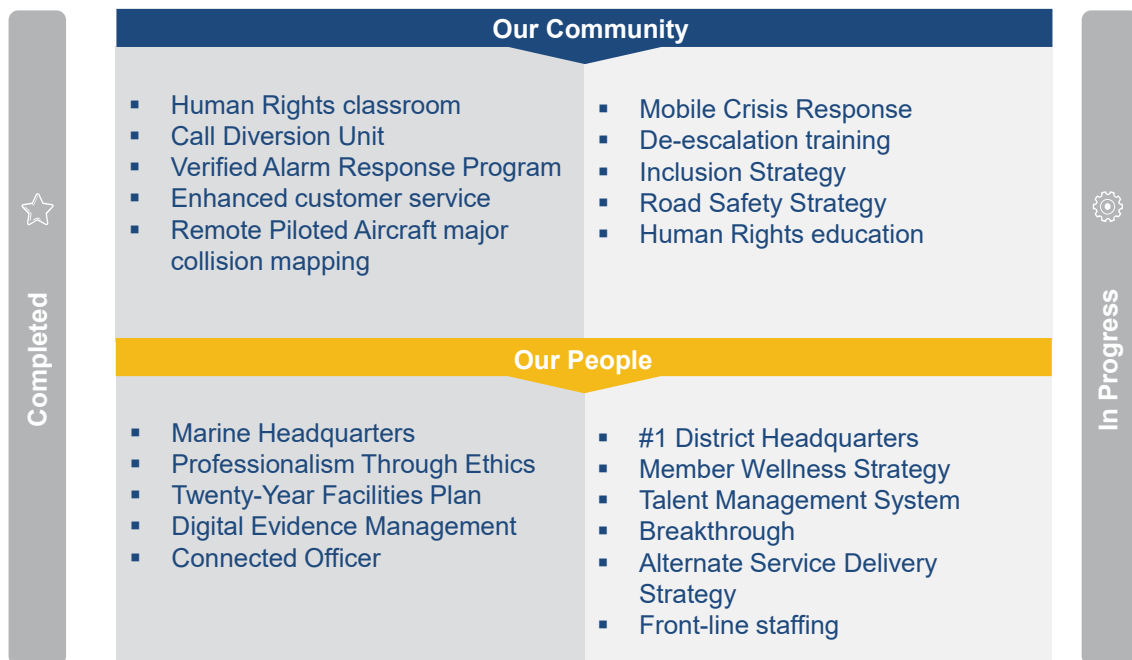 Our Community
Completed
▪ Human Rights classroom
▪ Call Diversion Unit
▪ Verified Alarm Response Program
▪ Enhanced customer service
▪ Remote Piloted Aircraft major
collision mapping
▪ Mobile Crisis Response
▪ De-escalation training
▪ Inclusion Strategy
▪ Road Safety Strategy
▪ Human Rights education
In Progress
Our People
▪ Marine Headquarters
▪ Professionalism Through Ethics
▪ Twenty-Year Facilities Plan
▪ Digital Evidence Management
▪ Connected Officer
▪ #1 District Headquarters
▪ Member Wellness Strategy
▪ Talent Management System
▪ Breakthrough
▪ Alternate Service Delivery
Strategy
▪ Front-line staffing